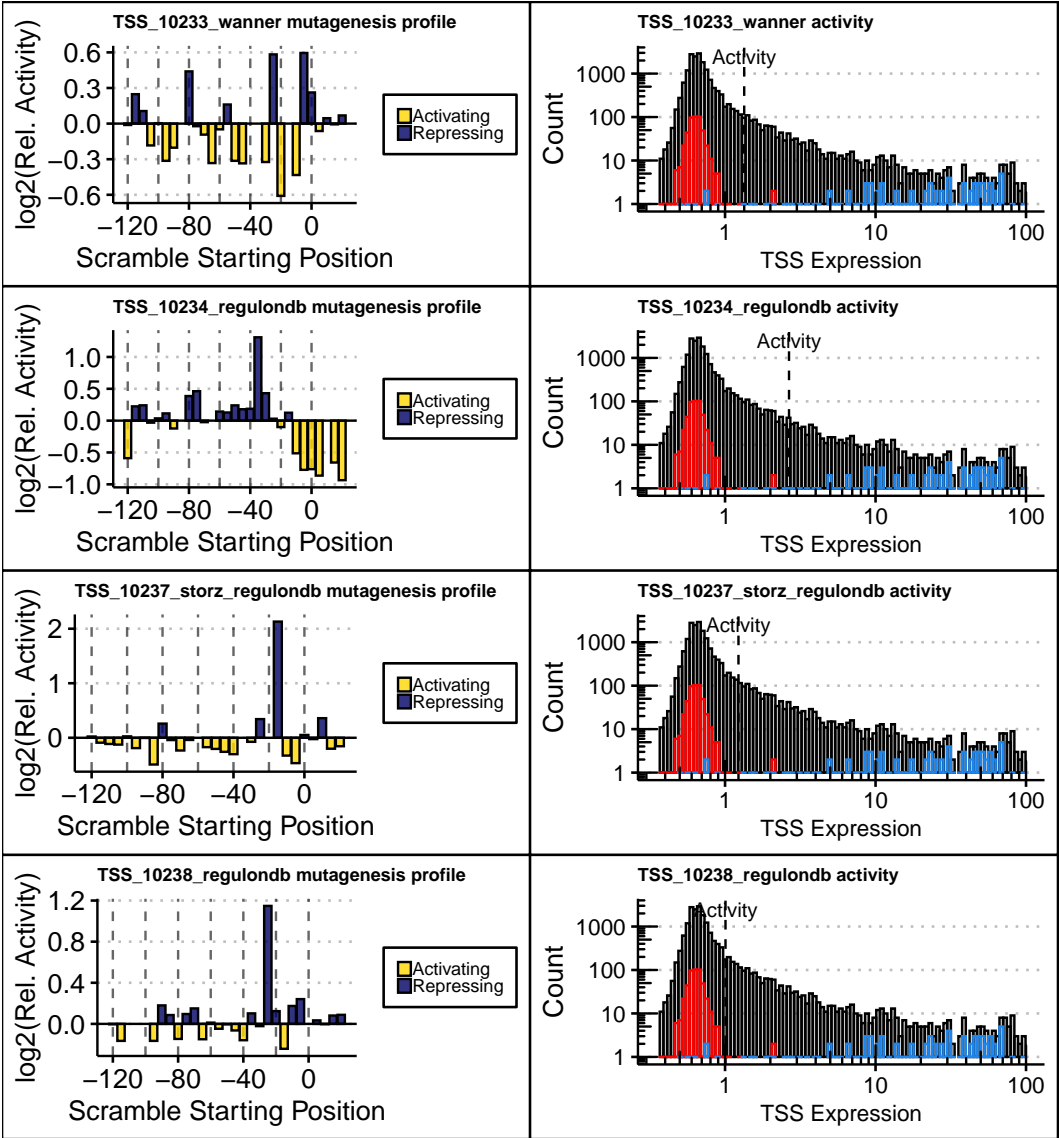 TSS_10233_wanner mutagenesis profile
log2(Rel. Activity)
0.6
0.3
0.0
−0.3
−0.6
−120
−80
−40
0
Scramble Starting Position
Activating
Repressing
TSS_10233_wanner activity
Count
1000
100
10
1
Activity
1
10
100
TSS Expression
TSS_10234_regulondb mutagenesis profile
log2(Rel. Activity)
1.0
0.5
0.0
−0.5
−1.0
−120
−80
−40
0
Scramble Starting Position
Activating
Repressing
TSS_10234_regulondb activity
Count
1000
100
10
1
Activity
1
10
100
TSS Expression
TSS_10237_storz_regulondb mutagenesis profile
log2(Rel. Activity)
2
1
0
−120
−80
−40
0
Scramble Starting Position
Activating
Repressing
TSS_10237_storz_regulondb activity
Count
1000
100
10
1
Activity
1
10
100
TSS Expression
TSS_10238_regulondb mutagenesis profile
log2(Rel. Activity)
1.2
0.8
0.4
0.0
−120
−80
−40
0
Scramble Starting Position
Activating
Repressing
TSS_10238_regulondb activity
Count
1000
100
10
1
Activity
1
10
100
TSS Expression